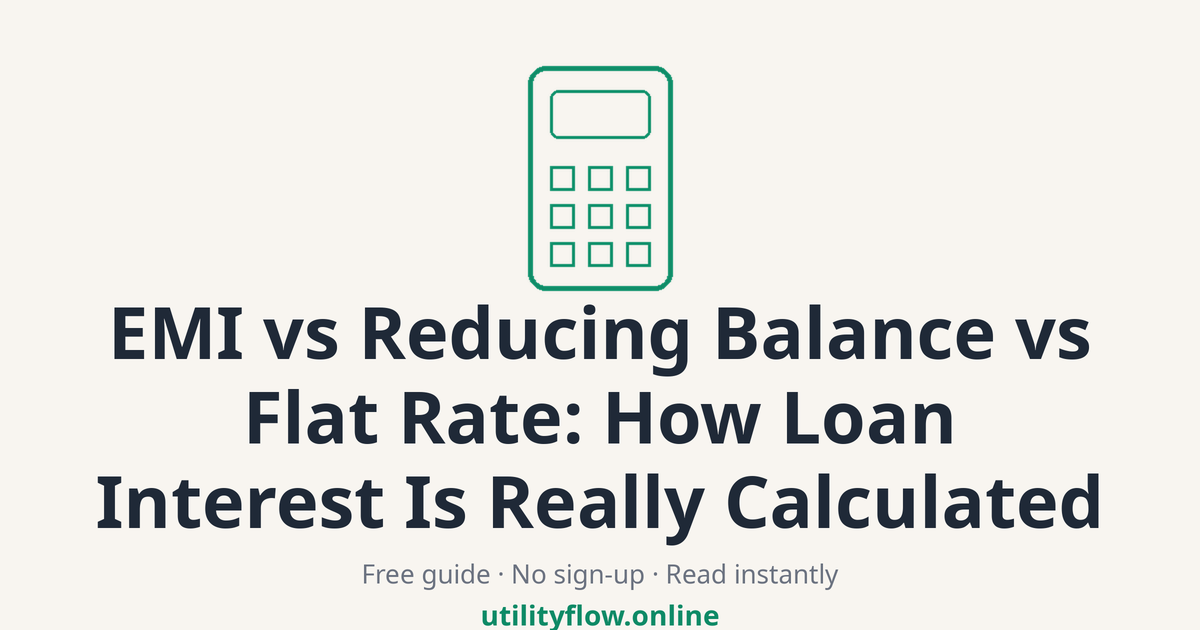 EMI vs Reducing Balance vs
Flat Rate: How Loan
Interest Is Really Calculated
Free guide · No sign-up · Read instantly
utilityflow.online